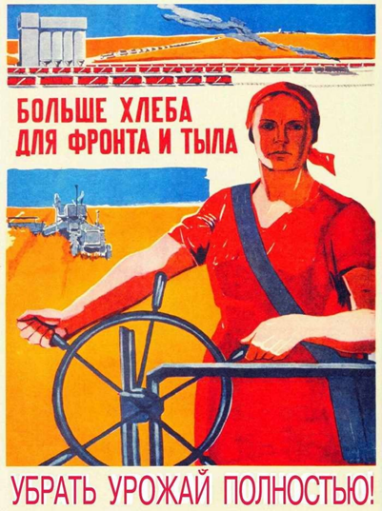 БОЛЬШЕ ХЛЕБА
ДЛЯ ФРОНТА И ТЫЛА
УБРАТЬ УРОЖАЙ ПОЛНОСТЬЮ!